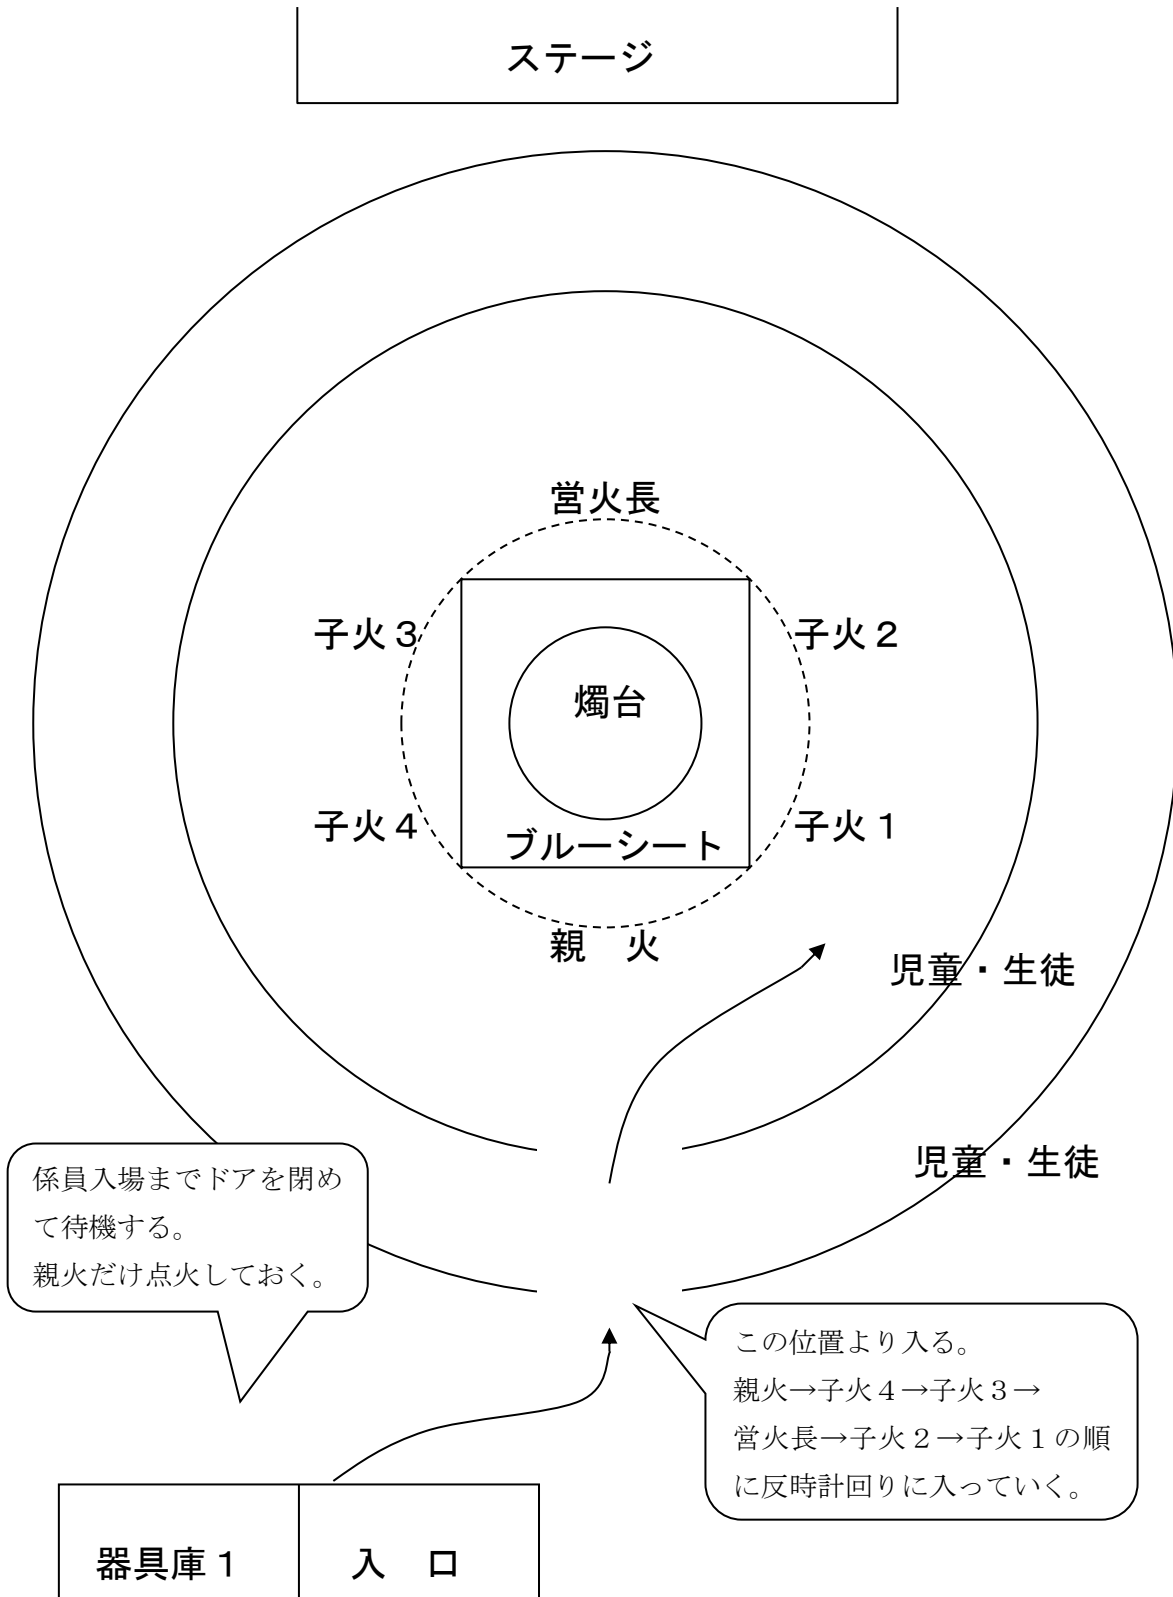 ステージ
営火長
子火３
子火２
燭台
子火４
子火１
ブルーシート
親　火
児童・生徒
児童・生徒
係員入場までドアを閉め
て待機する。
親火だけ点火しておく。
この位置より入る。
親火→子火４→子火３→
営火長→子火２→子火１の順
に反時計回りに入っていく。
器具庫１
入　口